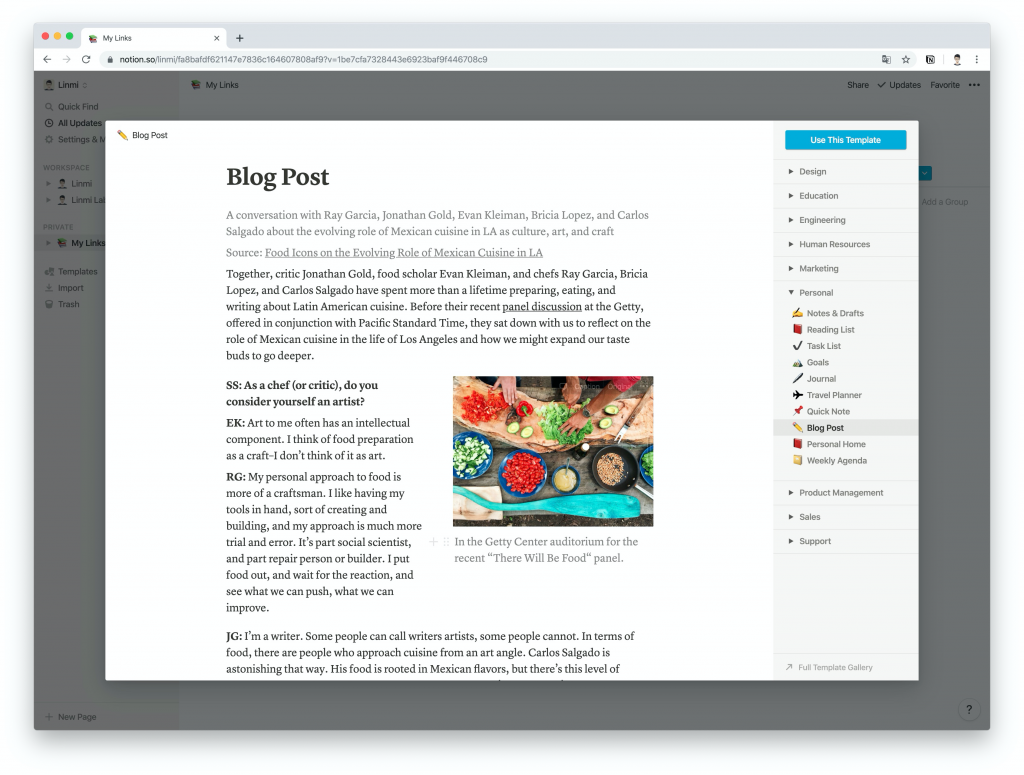 My Links
notion.so/linmi/fa8bafdf621147e7836c164607808af9?v=1be7cfa7328443e6923baf9f446708c9
Linmi
My Links
Share
Updates
Favorite
Quick Find
All Updates
Settings & M
WORKSPACE
Linmi
Linmi Lab
PRIVATE
My Links
Templates
Import
Trash
New Page
Add a Group
Blog Post
Blog Post
A conversation with Ray Garcia, Jonathan Gold, Evan Kleiman, Bricia Lopez, and Carlos
Salgado about the evolving role of Mexican cuisine in LA as culture, art, and craft
Source: Food Icons on the Evolving Role of Mexican Cuisine in LA
Together, critic Jonathan Gold, food scholar Evan Kleiman, and chefs Ray Garcia, Bricia
Lopez, and Carlos Salgado have spent more than a lifetime preparing, eating, and
writing about Latin American cuisine. Before their recent panel discussion at the Getty,
offered in conjunction with Pacific Standard Time, they sat down with us to reflect on the
role of Mexican cuisine in the life of Los Angeles and how we might expand our taste
buds to go deeper.
SS: As a chef (or critic), do you
consider yourself an artist?
EK: Art to me often has an intellectual
component. I think of food preparation
as a craft–I don’t think of it as art.
RG: My personal approach to food is
more of a craftsman. I like having my
tools in hand, sort of creating and
building, and my approach is much more
trial and error. It’s part social scientist,
and part repair person or builder. I put
food out, and wait for the reaction, and
see what we can push, what we can
improve.
Caption
Original
In the Getty Center auditorium for the
recent “There Will Be Food“ panel.
JG: I’m a writer. Some people can call writers artists, some people cannot. In terms of
food, there are people who approach cuisine from an art angle. Carlos Salgado is
astonishing that way. His food is rooted in Mexican flavors, but there’s this level of
Use This Template
Design
Education
Engineering
Human Resources
Marketing
Personal
Notes & Drafts
Reading List
Task List
Goals
Journal
Travel Planner
Quick Note
Blog Post
Personal Home
Weekly Agenda
Product Management
Sales
Support
Full Template Gallery
?